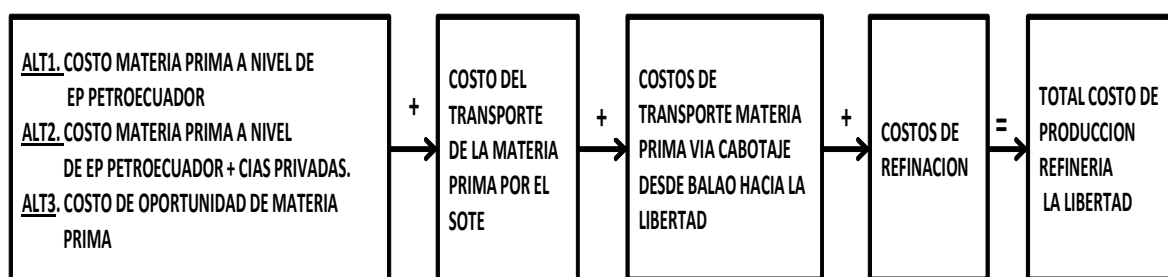 ALT1. COSTO MATERIA PRIMA A NIVEL DE
EP PETROECUADOR
ALT2. COSTO MATERIA PRIMA A NIVEL
DE EP PETROECUADOR + CIAS PRIVADAS.
ALT3. COSTO DE OPORTUNIDAD DE MATERIA
PRIMA
+
COSTO DEL
TRANSPORTE
DE LA MATERIA
PRIMA POR EL
SOTE
+
COSTOS DE
TRANSPORTE MATERIA
PRIMA VIA CABOTAJE
DESDE BALAO HACIA LA
LIBERTAD
+
COSTOS DE
REFINACION
=
TOTAL COSTO DE
PRODUCCION
REFINERIA
LA LIBERTAD